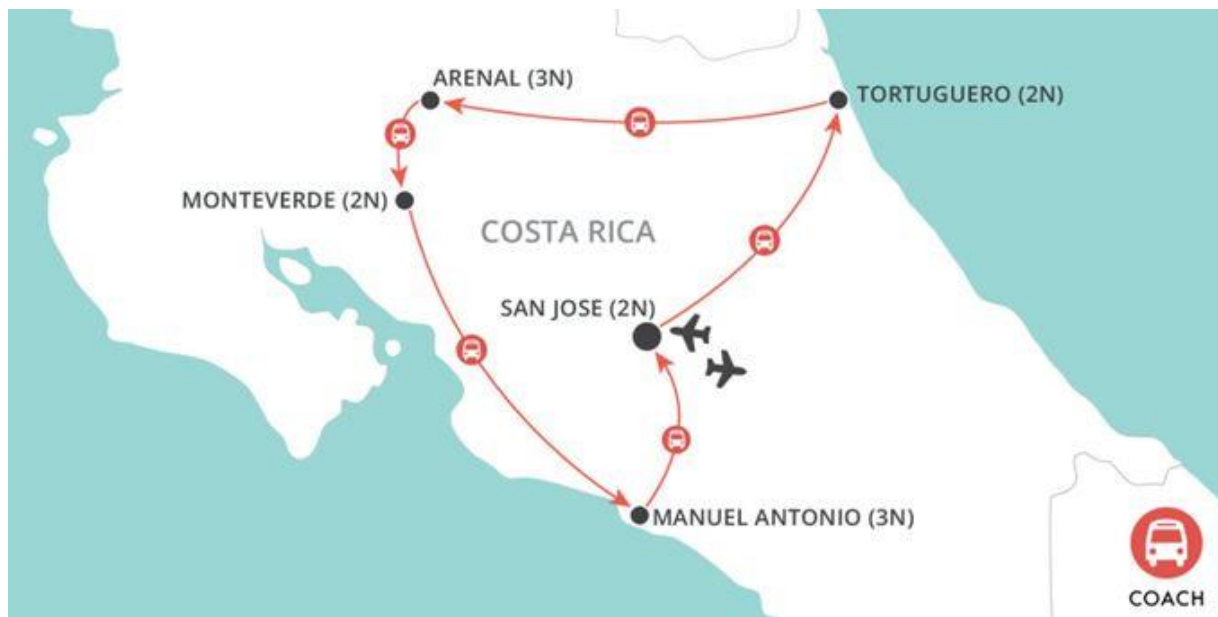 ARENAL (3N)
TORTUGUERO (2N)
MONTEVERDE (2N)
COSTA RICA
SAN JOSE (2N)
MANUEL ANTONIO (3N)
COACH